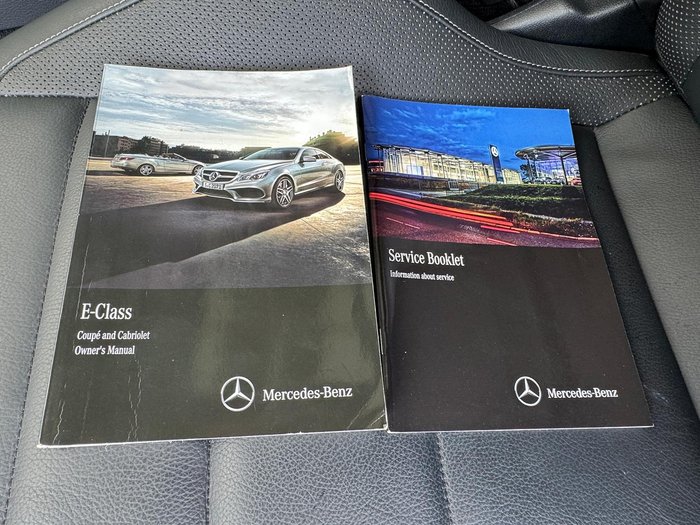 E-Class
Coupé and Cabriolet
Owner's Manual
Mercedes-Benz
Service Booklet
Information about service
Mercedes-Benz